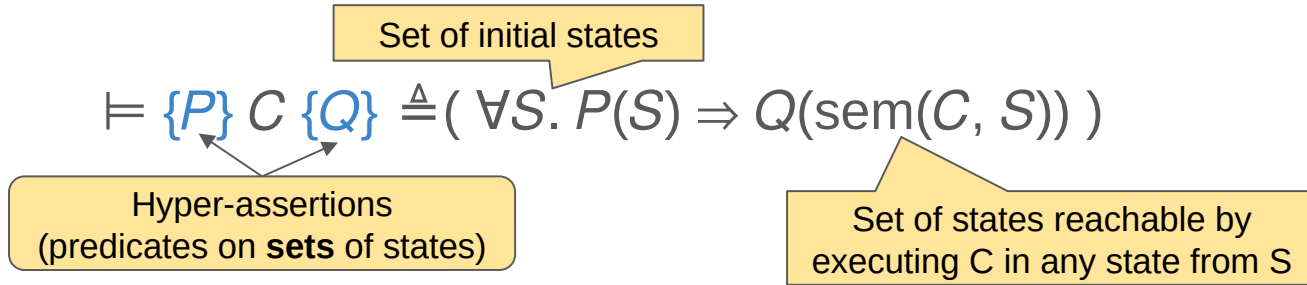 Set of initial states
⊨ {P} C {Q} ≜ ( ∀S. P(S) ⇒ Q(sem(C, S)) )
Hyper-assertions
(predicates on sets of states)
Set of states reachable by
executing C in any state from S